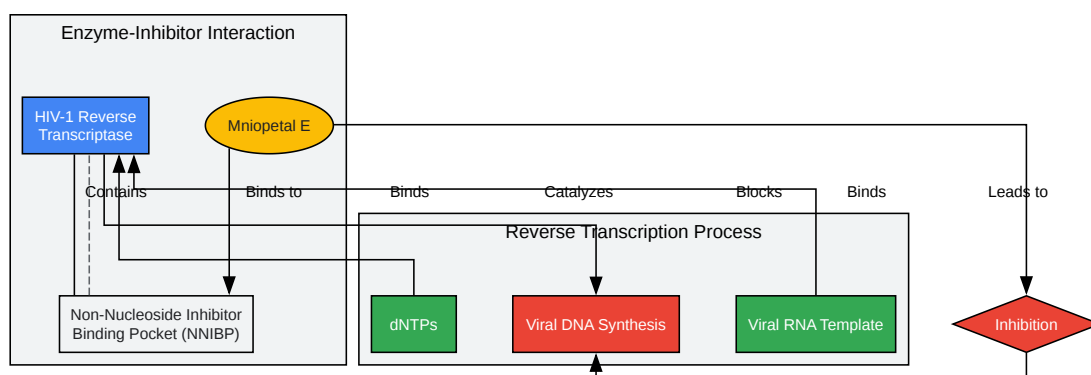 Enzyme-Inhibitor Interaction
HIV-1 Reverse
Transcriptase
Mniopetal E
Contains
Binds to
Binds
Catalyzes
Blocks
Binds
Leads to
Reverse Transcription Process
Non-Nucleoside Inhibitor
Binding Pocket (NNIBP)
dNTPs
Viral DNA Synthesis
Viral RNA Template
Inhibition